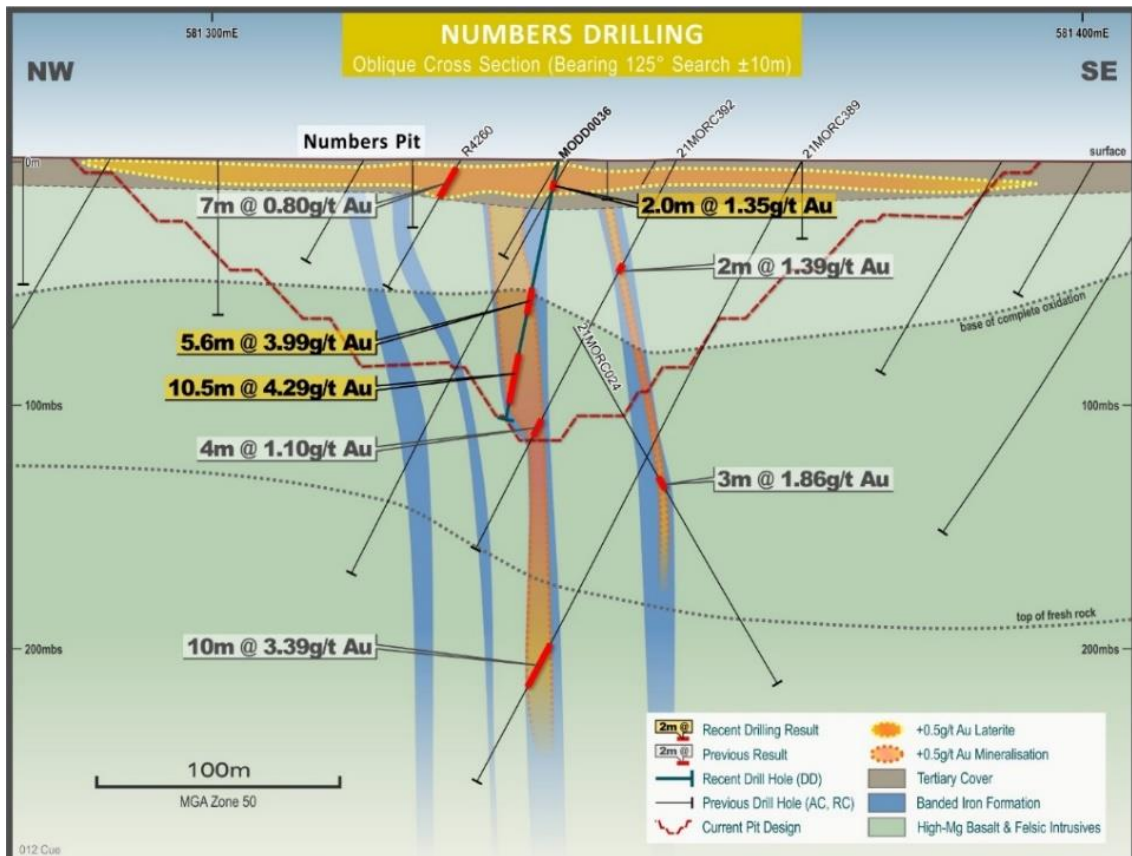 581 300mE
NUMBERS DRILLING
581 400mE
Oblique Cross Section (Bearing 125° Search ±10m)
NW
SE
Numbers Pit
R4260
MODD0036
21MORC392
21MORC389
0m
surface
7m @ 0.80g/t Au
2.0m @ 1.35g/t Au
2m @ 1.39g/t Au
base of complete oxidation
5.6m @ 3.99g/t Au
21MORC024
10.5m @ 4.29g/t Au
100mbs
100mbs
4m @ 1.10g/t Au
3m @ 1.86g/t Au
top of fresh rock
10m @ 3.39g/t Au
200mbs
200mbs
100m
MGA Zone 50
2m @
Recent Drilling Result
2m @
Previous Result
Recent Drill Hole (DD)
Previous Drill Hole (AC, RC)
Current Pit Design
+0.5g/t Au Laterite
+0.5g/t Au Mineralisation
Tertiary Cover
Banded Iron Formation
High-Mg Basalt & Felsic Intrusives
012 Cue